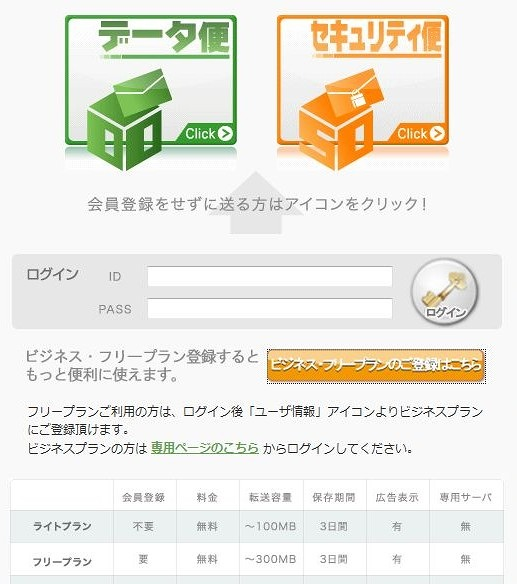 データ便
セキュリティ便
Click
Click
会員登録をせずに送る方はアイコンをクリック!
ログイン
ID
PASS
ログイン
ビジネス・フリープラン登録すると
もっと便利に使えます。
ビジネス・フリープランのご登録はこちら
フリープランご利用の方は、ログイン後「ユーザ情報」アイコンよりビジネスプラン
にご登録頂けます。
ビジネスプランの方は 専用ページのこちら からログインしてください。
会員登録 料金 転送容量 保存期間 広告表示 専用サーバ
ライトプラン 不要 無料 ～100MB 3日間 有 無
フリープラン 要 無料 ～300MB 3日間 有 無